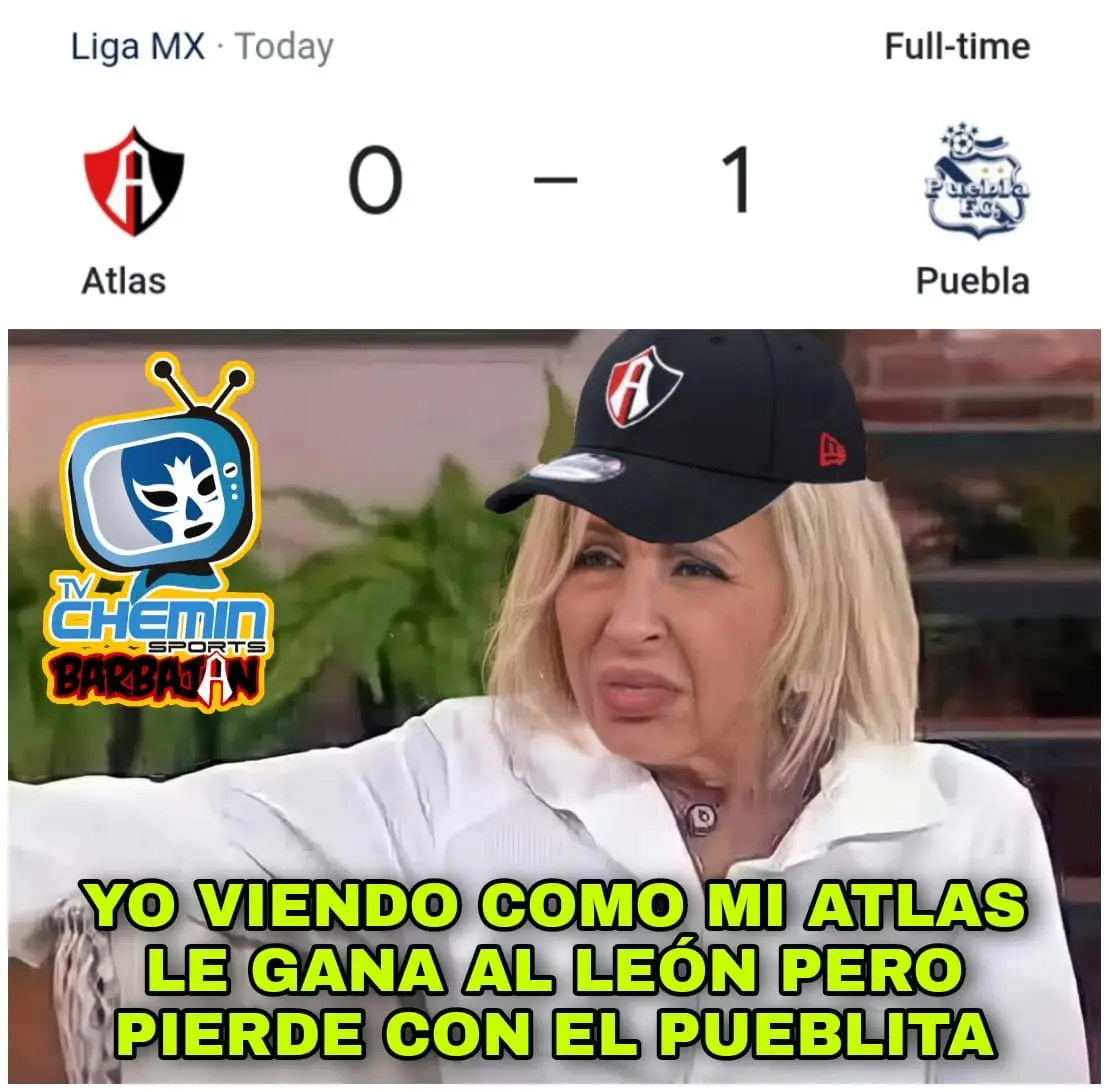 Liga MX · Today
Full-time
0 – 1
Atlas
Puebla
Puebla
F.C.
A
TV
CHEMIN
SPORTS
BARBAJAN
YO VIENDO COMO MI ATLAS
LE GANA AL LEÓN PERO
PIERDE CON EL PUEBLITA